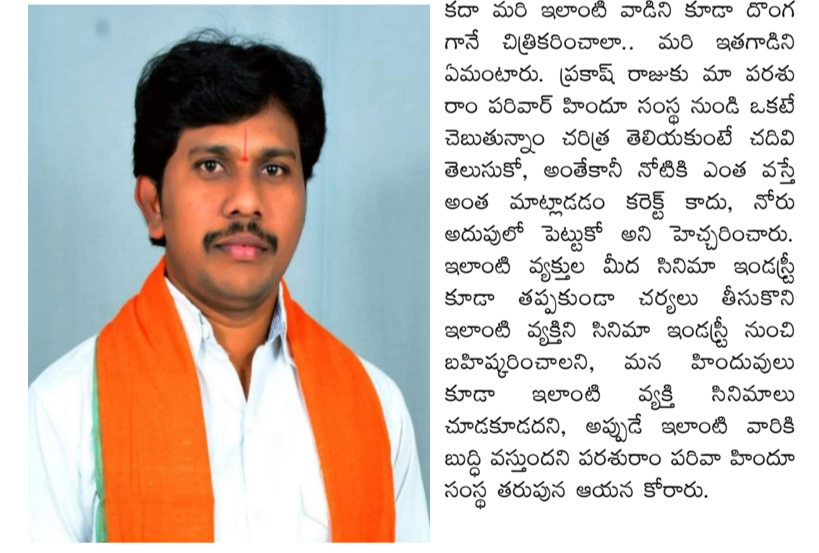 కదా మరి ఇలాంటి వాడిని కూడా దొంగ
గానే చిత్రికరించాలా.. మరి ఇతగాడిని
ఏమంటారు. ప్రకాష్ రాజుకు మా పరశు
రాం పరివార్ హిందూ సంస్థ నుండి ఒకటే
చెబుతున్నాం చరిత్ర తెలియకుంటే చదివి
తెలుసుకో, అంతేకానీ నోటికి ఎంత వస్తే
అంత మాట్లాడడం కరెక్ట్ కాదు, నోరు
అదుపులో పెట్టుకో అని హెచ్చరించారు.
ఇలాంటి వ్యక్తుల మీద సినిమా ఇండస్ట్రీ
కూడా తప్పకుండా చర్యలు తీసుకొని
ఇలాంటి వ్యక్తిని సినిమా ఇండస్ట్రీ నుంచి
బహిష్కరించాలని, మన హిందువులు
కూడా ఇలాంటి వ్యక్తి సినిమాలు
చూడకూడదని, అప్పుడే ఇలాంటి వారికి
బుద్ధి వస్తుందని పరశురాం పరివా హిందూ
సంస్థ తరుపున ఆయన కోరారు.